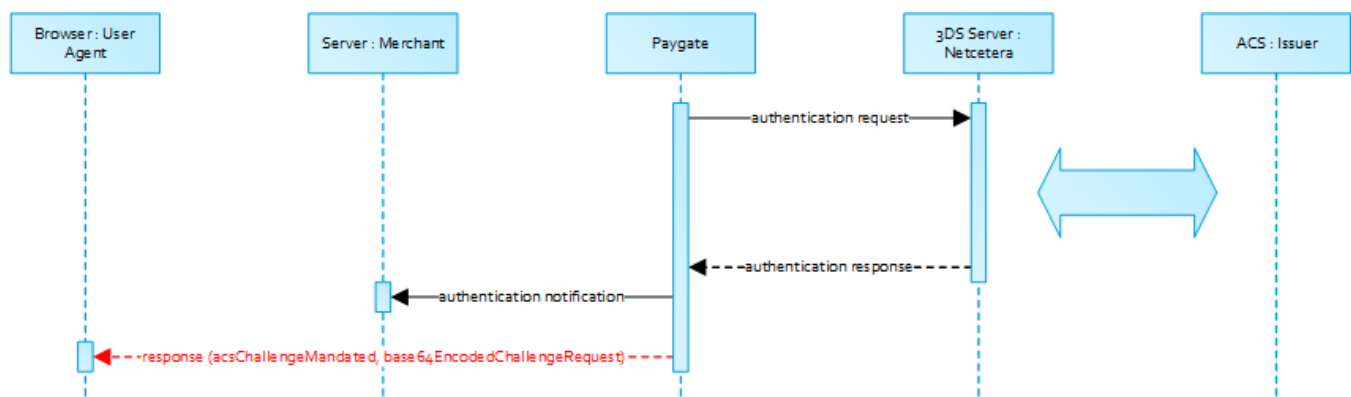 Browser : User
Agent
Server : Merchant
Paygate
3DS Server :
Netcetera
ACS : Issuer
authentication request
authentication response
authentication notification
response (acsChallengeMandated, base64EncodedChallengeRequest)